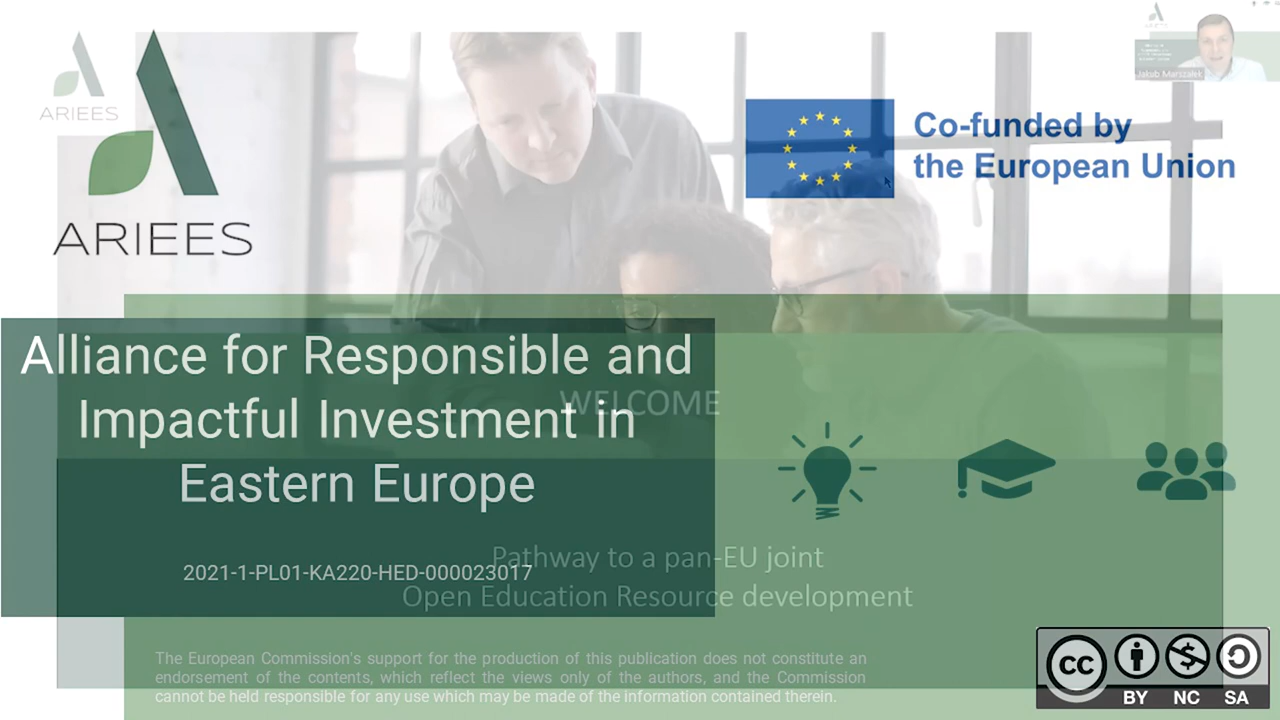 ARIEES
ARIEES
Jakub Marszałek
Co-funded by
the European Union
Alliance for Responsible and
Impactful Investment in
Eastern Europe
WELCOME
2021-1-PL01-KA220-HED-000023017
Pathway to a pan-EU joint
Open Education Resource development
The European Commission's support for the production of this publication does not constitute an
endorsement of the contents, which reflect the views only of the authors, and the Commission
cannot be held responsible for any use which may be made of the information contained therein.
CC
BY NC SA